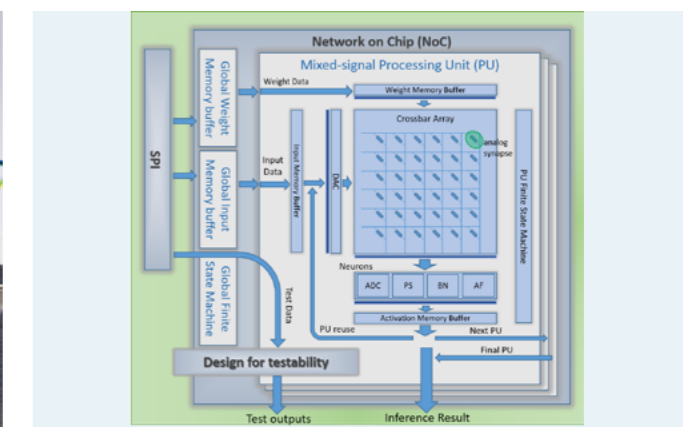 Network on Chip (NoC)
Mixed-signal Processing Unit (PU)
SPI
Global Weight
Memory buffer
Global Input
Memory buffer
Global Finite
State Machine
Weight Data
Weight Memory Buffer
Input
Data
Input Memory Buffer
DAC
Crossbar Array
analog
synapse
PU Finite State Machine
Neurons
ADC
PS
BN
AF
Activation Memory Buffer
Test Data
PU reuse
Next PU
Final PU
Design for testability
Test outputs
Inference Result